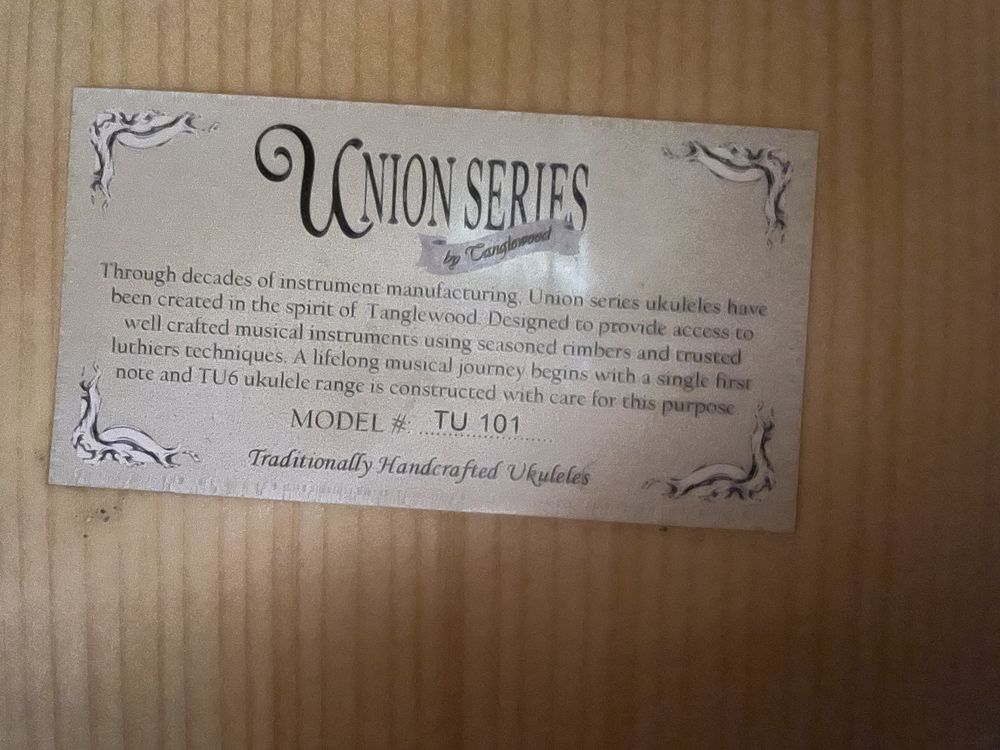 UNION SERIES
by Tanglewood
Through decades of instrument manufacturing, Union series ukuleles have
been created in the spirit of Tanglewood. Designed to provide access to
well crafted musical instruments using seasoned timbers and trusted
luthiers techniques. A lifelong musical journey begins with a single first
note and TU6 ukulele range is constructed with care for this purpose.
MODEL #: TU 101
Traditionally Handcrafted Ukuleles